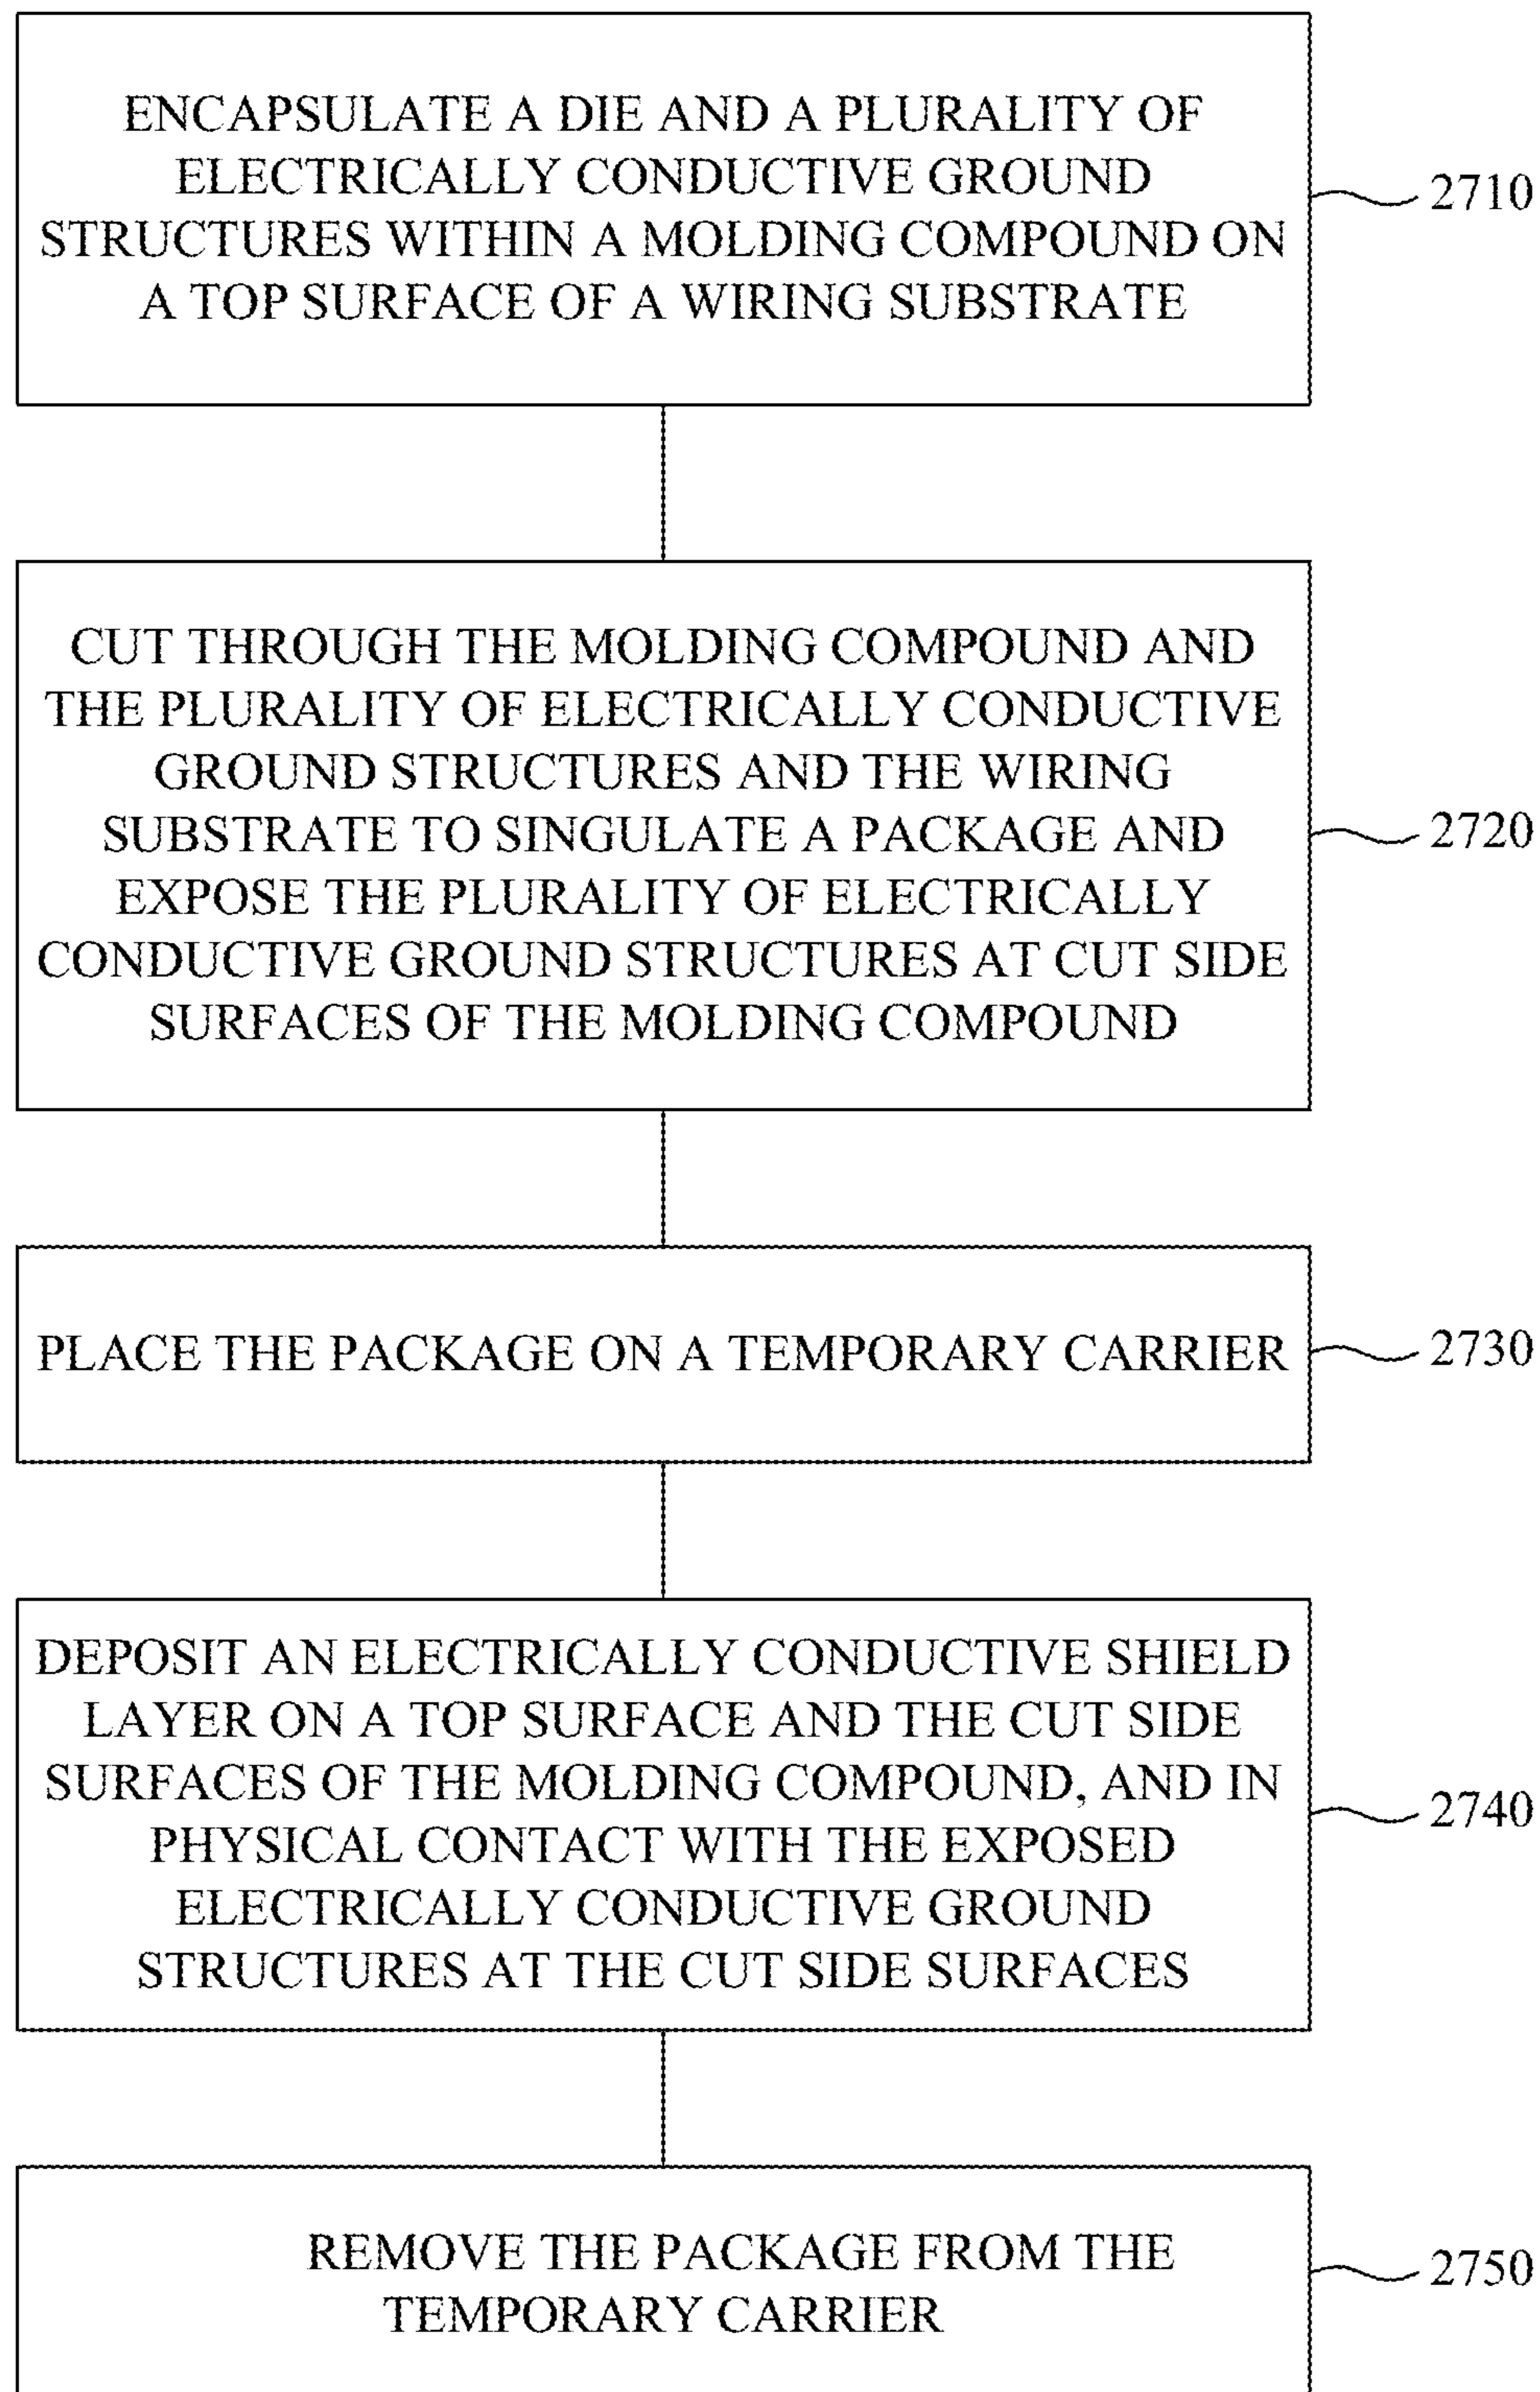 ENCAPSULATE A DIE AND A PLURALITY OF
ELECTRICALLY CONDUCTIVE GROUND
STRUCTURES WITHIN A MOLDING COMPOUND ON
A TOP SURFACE OF A WIRING SUBSTRATE
2710
CUT THROUGH THE MOLDING COMPOUND AND
THE PLURALITY OF ELECTRICALLY CONDUCTIVE
GROUND STRUCTURES AND THE WIRING
SUBSTRATE TO SINGULATE A PACKAGE AND
EXPOSE THE PLURALITY OF ELECTRICALLY
CONDUCTIVE GROUND STRUCTURES AT CUT SIDE
SURFACES OF THE MOLDING COMPOUND
2720
PLACE THE PACKAGE ON A TEMPORARY CARRIER
2730
DEPOSIT AN ELECTRICALLY CONDUCTIVE SHIELD
LAYER ON A TOP SURFACE AND THE CUT SIDE
SURFACES OF THE MOLDING COMPOUND, AND IN
PHYSICAL CONTACT WITH THE EXPOSED
ELECTRICALLY CONDUCTIVE GROUND
STRUCTURES AT THE CUT SIDE SURFACES
2740
REMOVE THE PACKAGE FROM THE
TEMPORARY CARRIER
2750